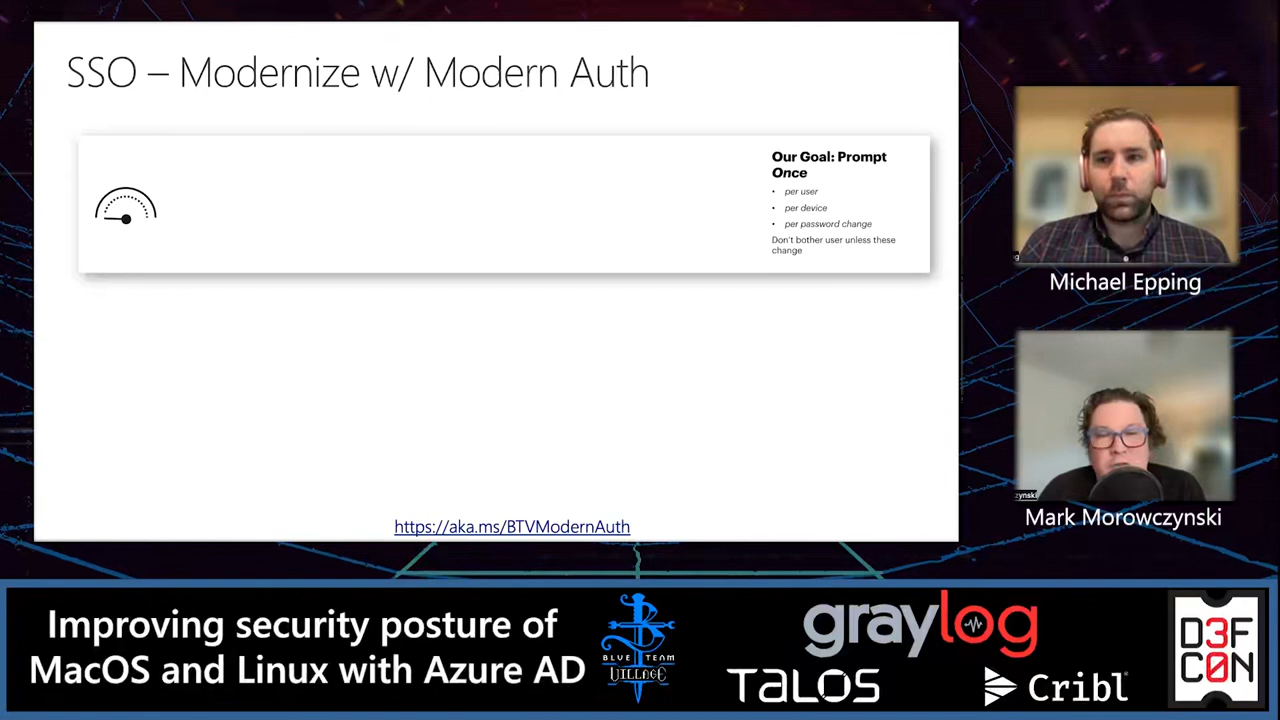 SSO – Modernize w/ Modern Auth
Our Goal: Prompt
Once
• per user
• per device
• per password change
Don't bother user unless these
change
https://aka.ms/BTVModernAuth
Michael Epping
zynski
Mark Morowczynski
Improving security posture of
MacOS and Linux with Azure AD
BLUE TEAM
VILLAGE
graylog
TALOS
Cribl
D3F
C0N